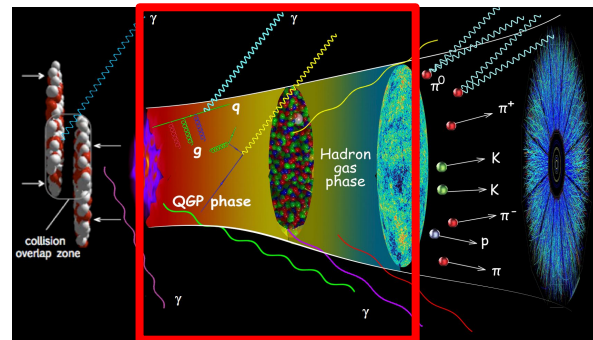 γ
γ
q
g
QGP phase
Hadron
gas
phase
π⁰
π⁺
K
K
π⁻
p
π
collision
overlap zone
γ
γ